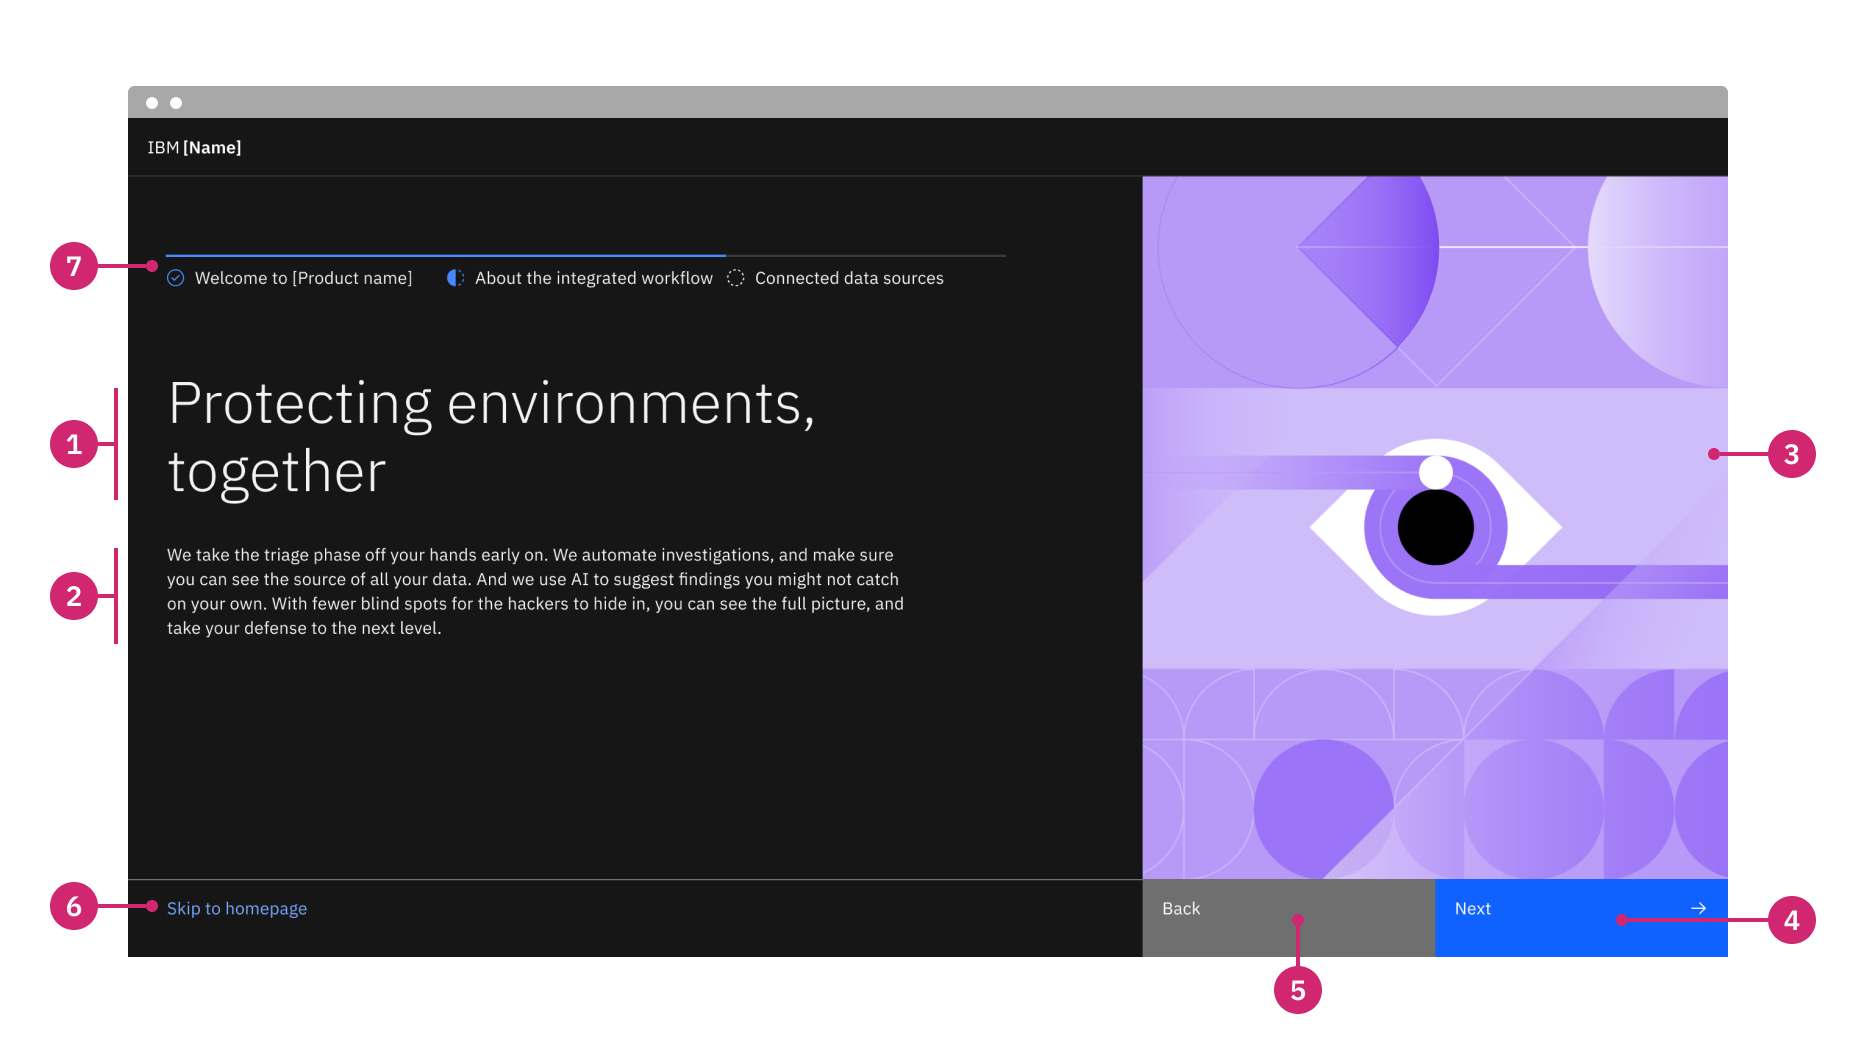 IBM [Name]
7
Welcome to [Product name]
About the integrated workflow
Connected data sources
1
Protecting environments,
together
3
2
We take the triage phase off your hands early on. We automate investigations, and make sure
you can see the source of all your data. And we use AI to suggest findings you might not catch
on your own. With fewer blind spots for the hackers to hide in, you can see the full picture, and
take your defense to the next level.
6
Skip to homepage
Back
Next
4
5